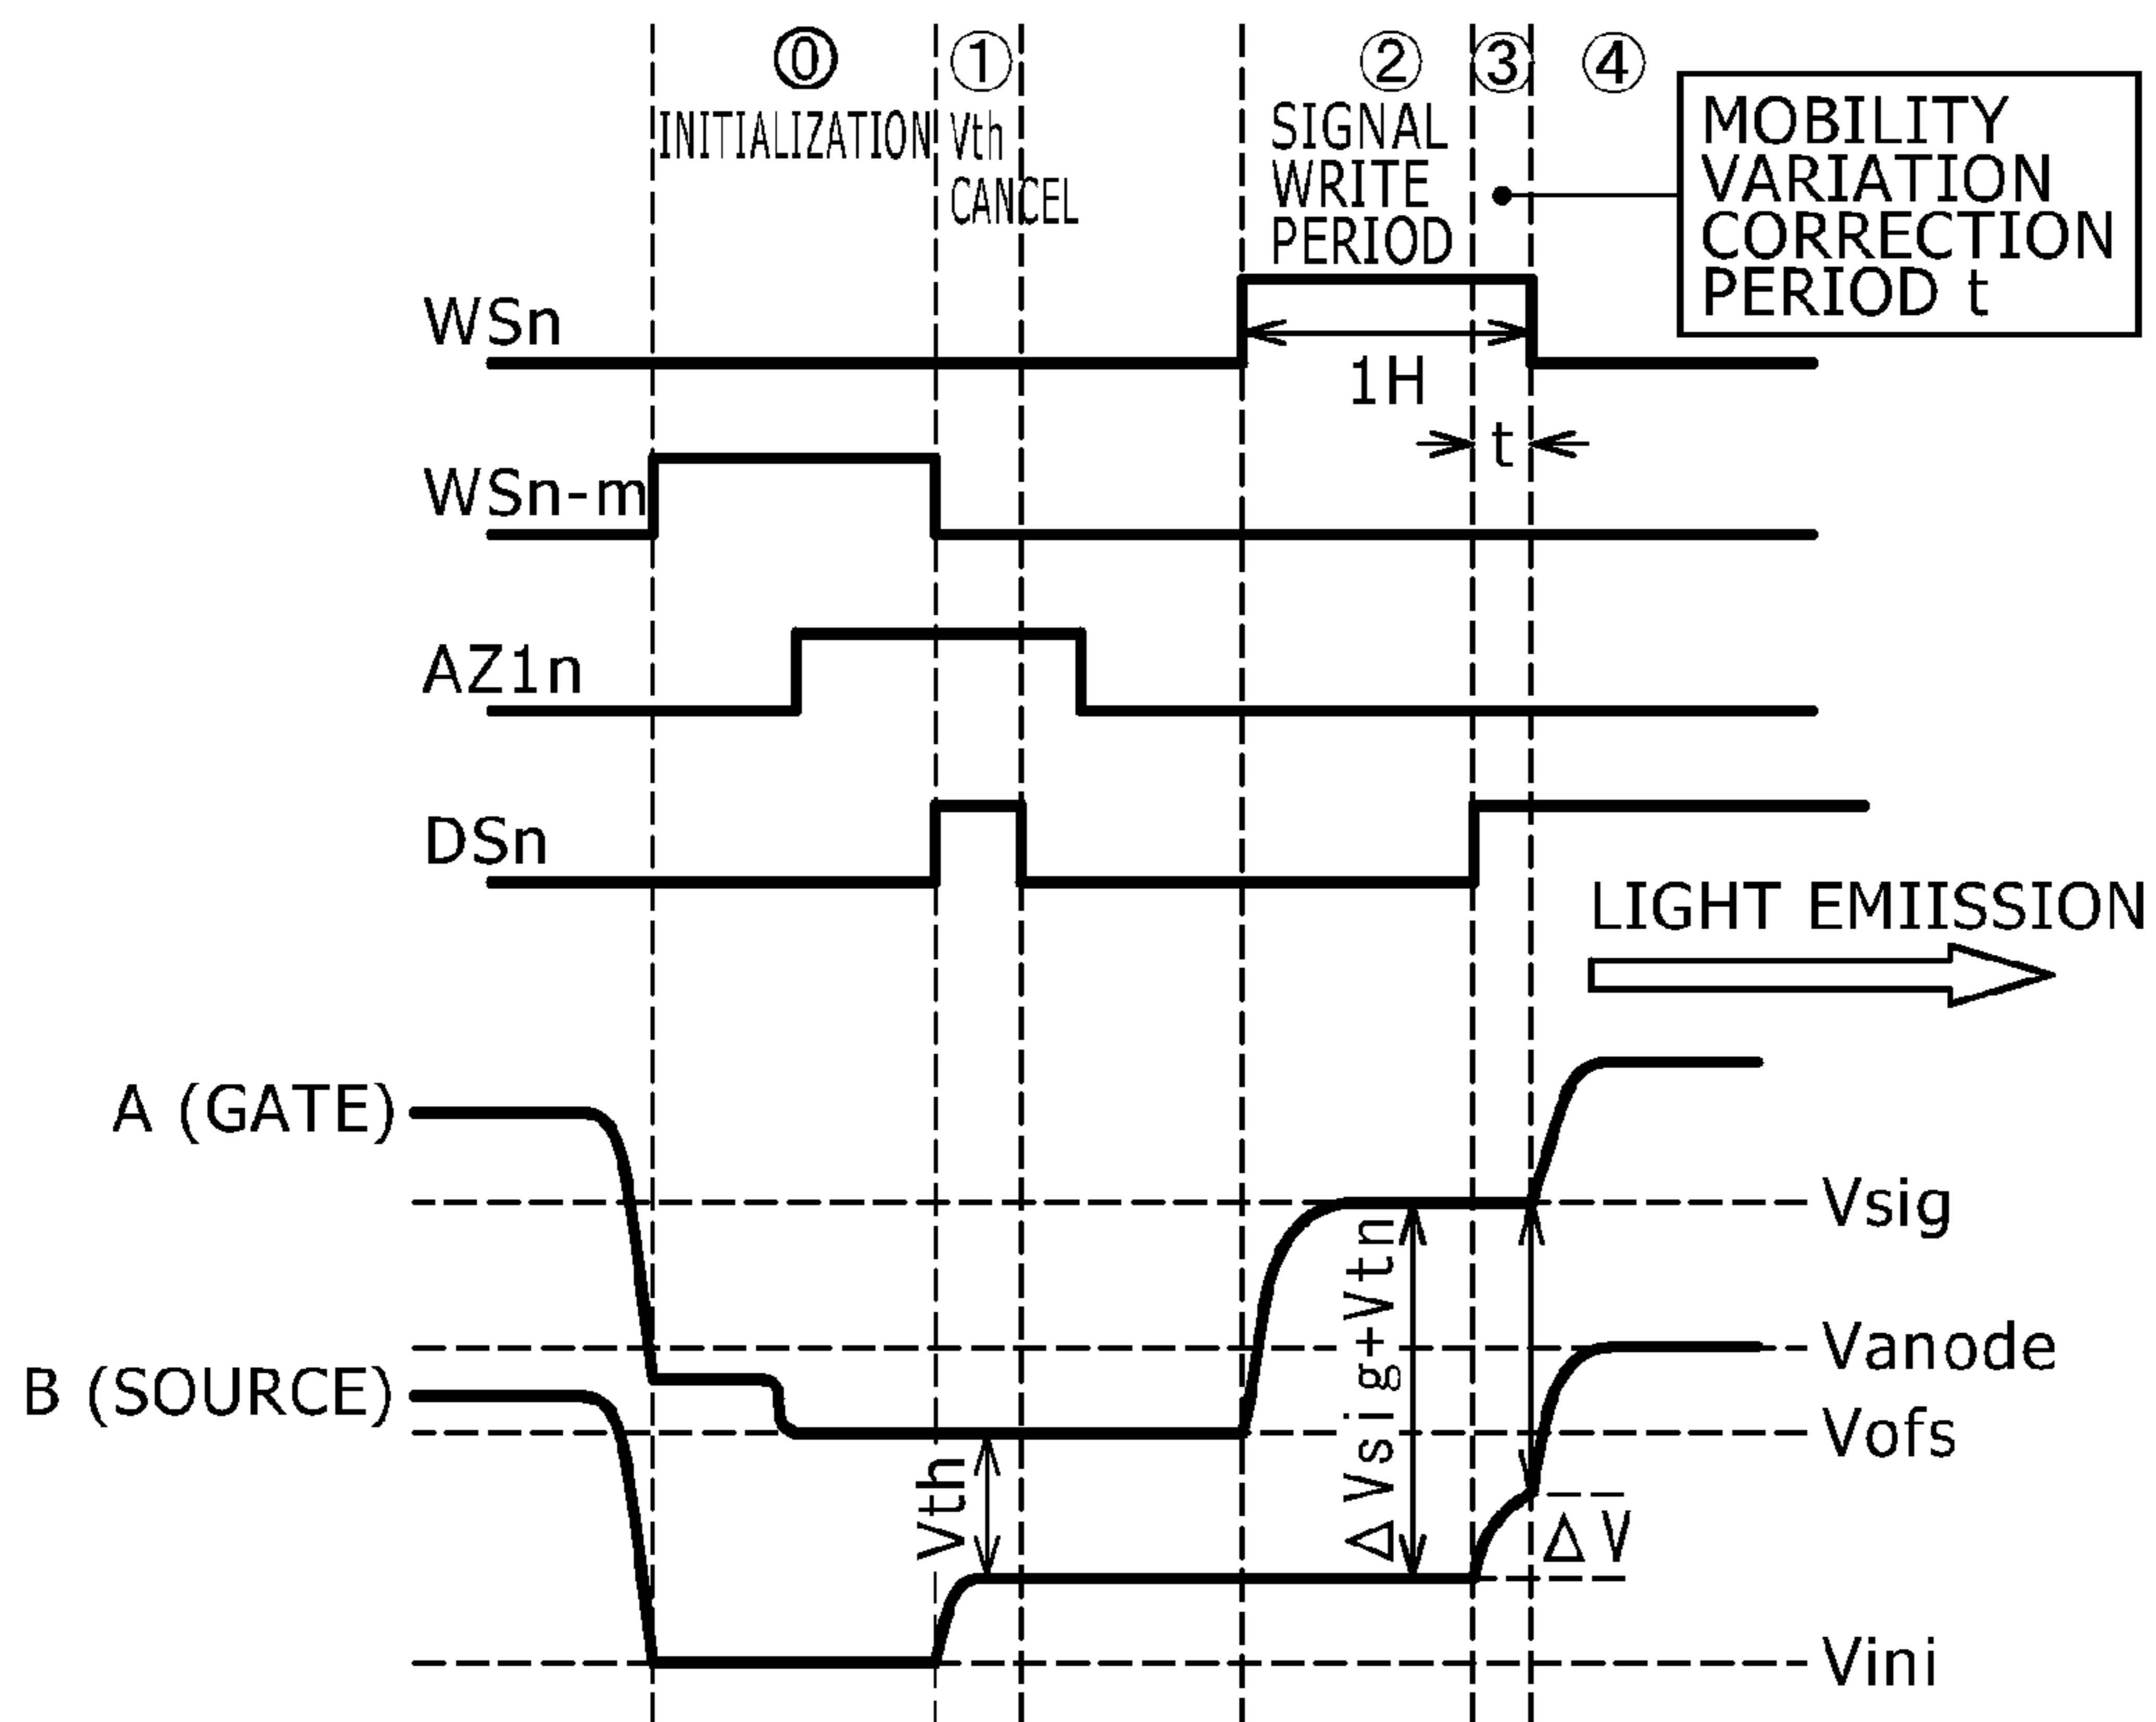 ⓪
①
②
③
④
INITIALIZATION
Vth
CANCEL
SIGNAL
WRITE
PERIOD
MOBILITY
VARIATION
CORRECTION
PERIOD t
WSn
1H
t
WSn-m
AZ1n
DSn
LIGHT EMIISSION
A (GATE)
Vsig
ΔVsig+Vtn
Vanode
B (SOURCE)
Vofs
Vth
ΔV
Vini